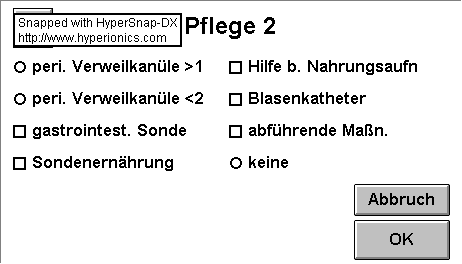 Snapped with HyperSnap-DX
http://www.hyperionics.com
Pflege 2
peri. Verweilkanüle >1
Hilfe b. Nahrungsaufn
peri. Verweilkanüle <2
Blasenkatheter
gastrointest. Sonde
abführende Maßn.
Sondenernährung
keine
Abbruch
OK